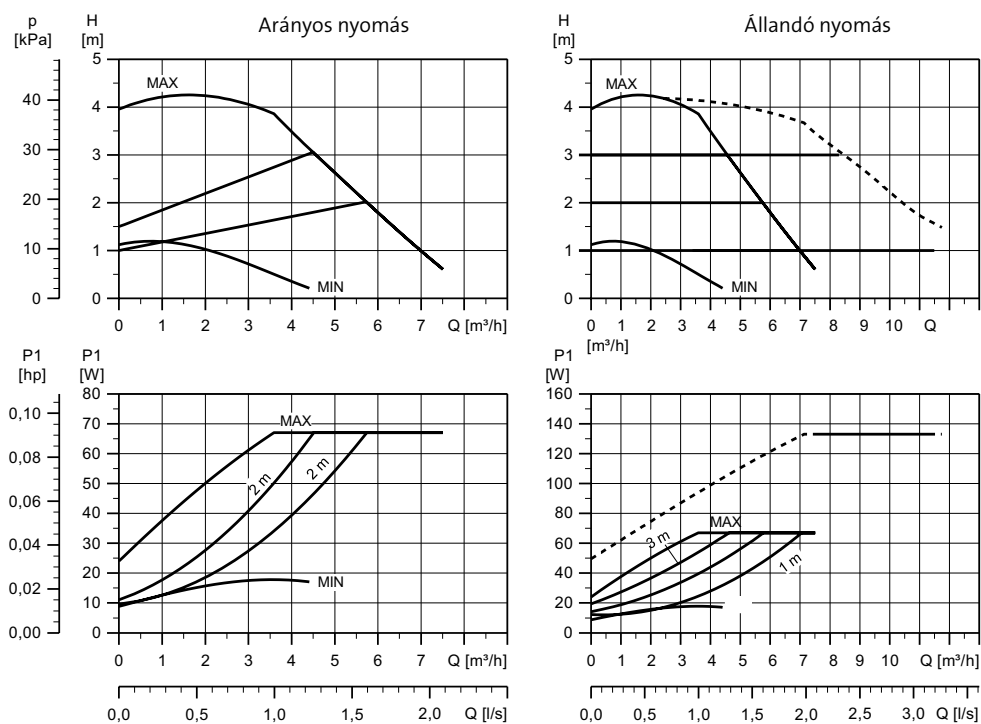 p
[kPa]
H
[m]
Arányos nyomás
5
4
3
2
1
0
40
30
20
10
0
MAX
MIN
0 1 2 3 4 5 6 7 Q [m³/h]
H
[m]
Állandó nyomás
5
4
3
2
1
0
MAX
MIN
0 1 2 3 4 5 6 7 8 9 10 Q
[m³/h]
P1
[hp]
P1
[W]
0,10
0,08
0,06
0,04
0,02
0,00
80
70
60
50
40
30
20
10
0
MAX
2 m
2 m
MIN
0 1 2 3 4 5 6 7 Q [m³/h]
0,0 0,5 1,0 1,5 2,0 Q [l/s]
P1
[W]
160
140
120
100
80
60
40
20
0
MAX
3 m
1 m
0 1 2 3 4 5 6 7 8 9 10 Q [m³/h]
0,0 0,5 1,0 1,5 2,0 2,5 3,0 Q [l/s]